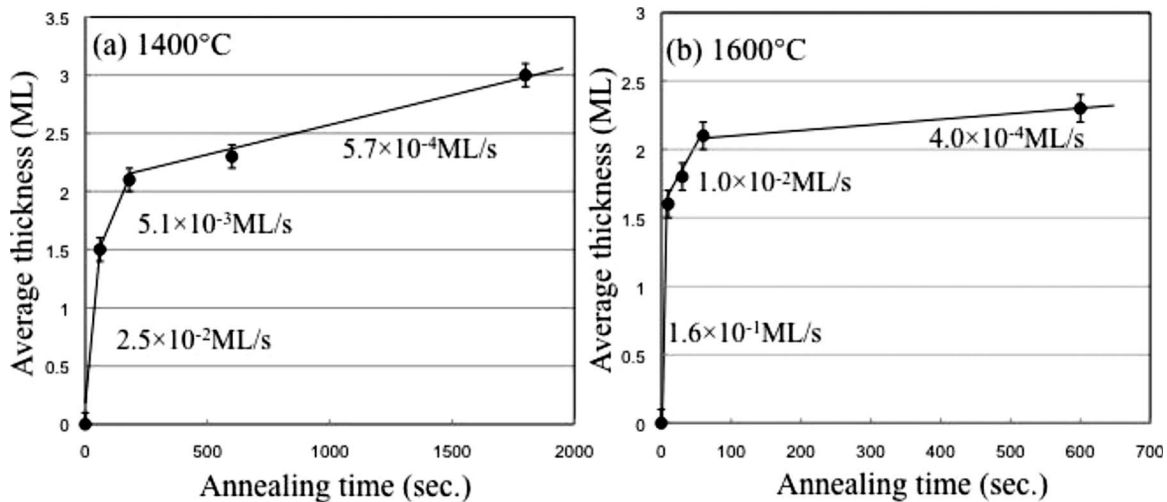 (a) 1400°C
Average thickness (ML)
3.5
3
2.5
2
1.5
1
0.5
0
5.7×10-4ML/s
5.1×10-3ML/s
2.5×10-2ML/s
0
500
1000
1500
2000
Annealing time (sec.)
(b) 1600°C
Average thickness (ML)
3
2.5
2
1.5
1
0.5
0
4.0×10-4ML/s
1.0×10-2ML/s
1.6×10-1ML/s
0
100
200
300
400
500
600
700
Annealing time (sec.)